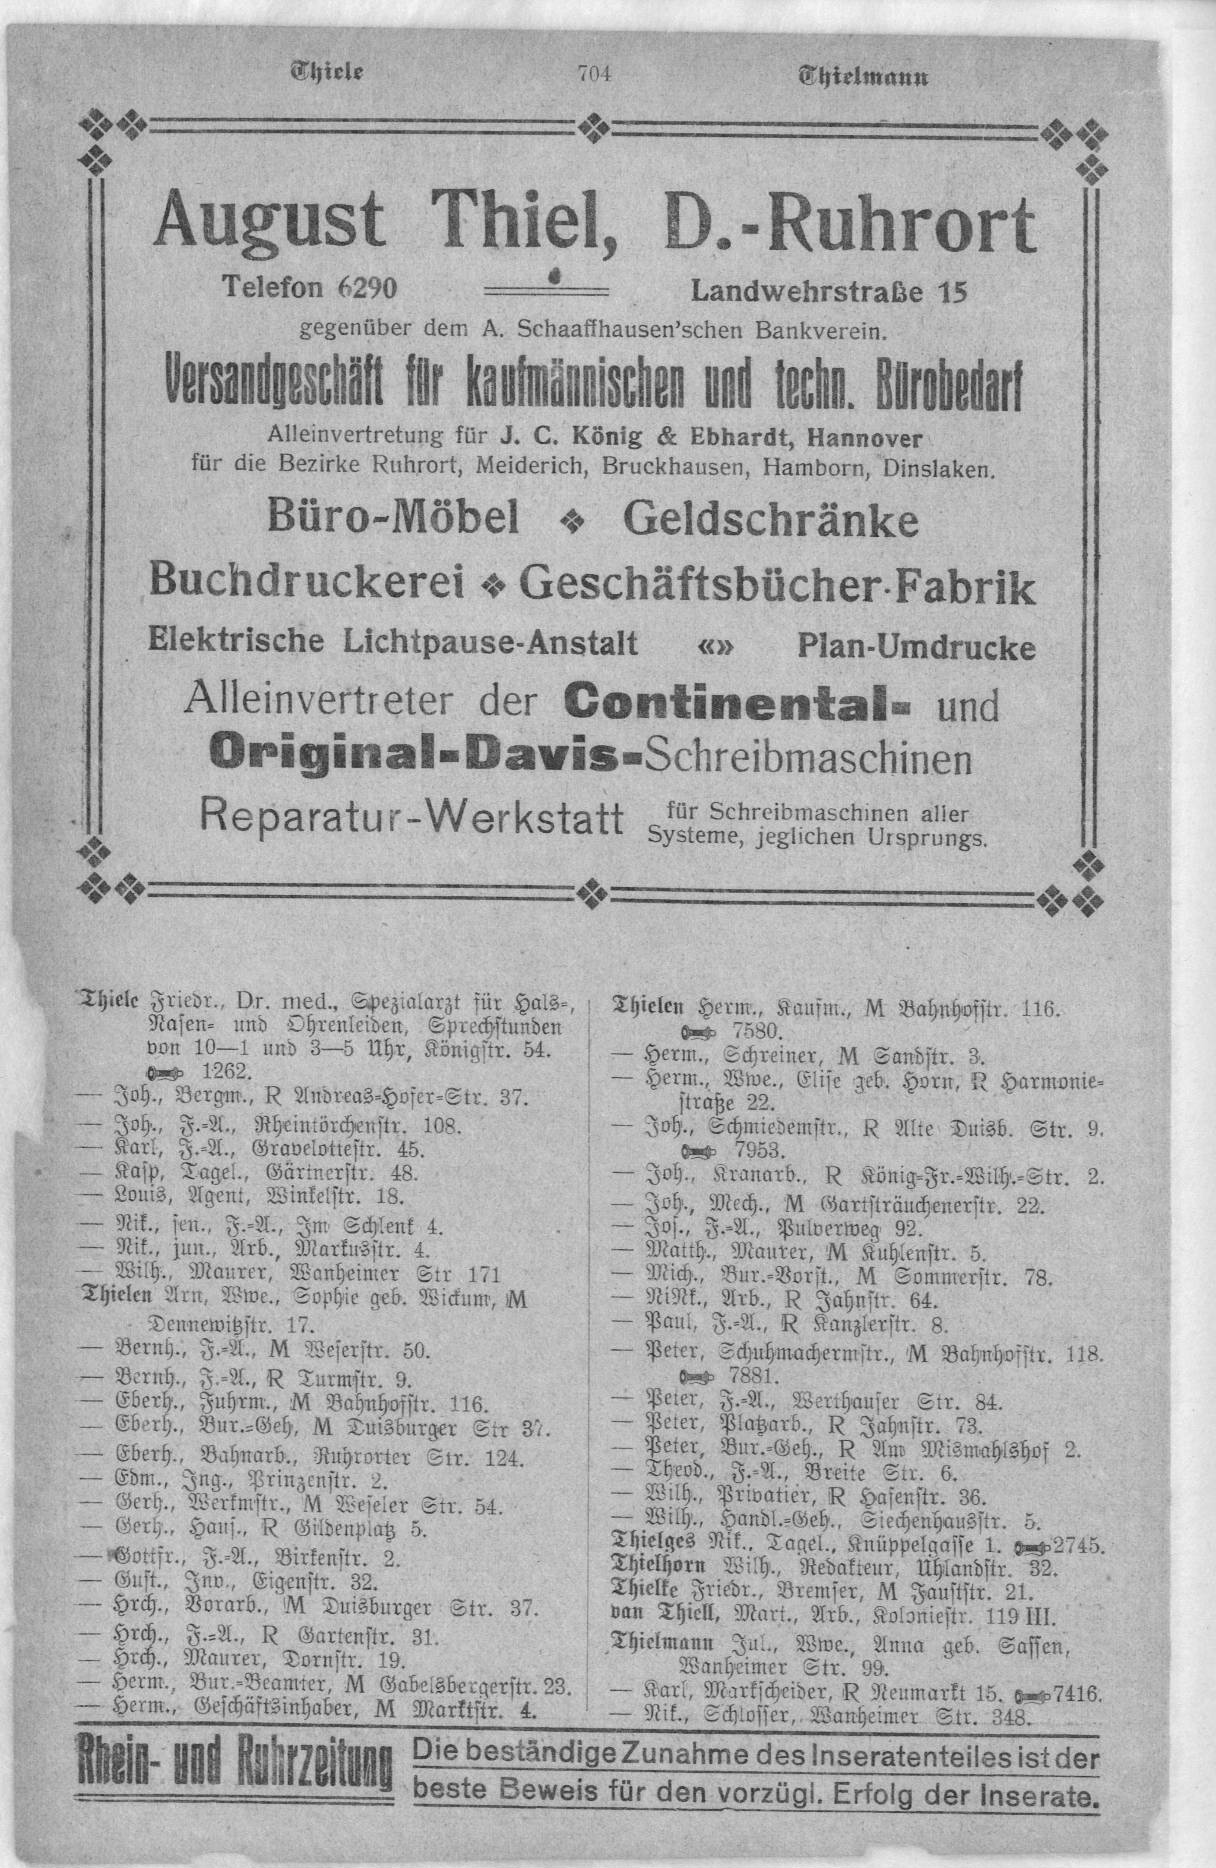 Thiele 704 Thielmann
August Thiel, D.-Ruhrort
Telefon 6290 Landwehrstraße 15
gegenüber dem A. Schaaffhausen'schen Bankverein.
Versandgeschäft für kaufmännischen und techn. Bürobedarf
Alleinvertretung für J. C. König & Ebhardt, Hannover
für die Bezirke Ruhrort, Meiderich, Bruckhausen, Hamborn, Dinslaken.
Büro-Möbel ❖ Geldschränke
Buchdruckerei ❖ Geschäftsbücher-Fabrik
Elektrische Lichtpause-Anstalt «» Plan-Umdrucke
Alleinvertreter der Continental- und
Original-Davis-Schreibmaschinen
Reparatur-Werkstatt für Schreibmaschinen aller
Systeme, jeglichen Ursprungs.
Thiele Friedr., Dr. med., Spezialarzt für Hals-,
Nasen- und Ohrenleiden, Sprechstunden
von 10—1 und 3—5 Uhr, Königstr. 54.
1262.
— Joh., Bergm., R Andreas-Hofer-Str. 37.
— Joh., F.-A., Rheintörchenstr. 108.
— Karl, F.-A., Gravelottestr. 45.
— Kasp, Tagel., Gärtnerstr. 48.
— Louis, Agent, Winkelstr. 18.
— Nik., sen., F.-A., Im Schlenk 4.
— Nik., jun., Arb., Markusstr. 4.
— Wilh., Maurer, Wanheimer Str 171
Thielen Arn, Wwe., Sophie geb. Wickum, M
Dennewitzstr. 17.
— Bernh., F.-A., M Weserstr. 50.
— Bernh., F.-A., R Turmstr. 9.
— Eberh., Fuhrm., M Bahnhofstr. 116.
— Eberh., Bur.-Geh, M Duisburger Str 37.
— Eberh., Bahnarb., Ruhrorter Str. 124.
— Edm., Ing., Prinzenstr. 2.
— Gerh., Werkmstr., M Weseler Str. 54.
— Gerh., Haus., R Gildenplatz 5.
— Gottfr., F.-A., Birkenstr. 2.
— Gust., Inv., Eigenstr. 32.
— Hrch., Vorarb., M Duisburger Str. 37.
— Hrch., F.-A., R Gartenstr. 31.
— Hrch., Maurer, Dornstr. 19.
— Herm., Bur.-Beamter, M Gabelsbergerstr. 23.
— Herm., Geschäftsinhaber, M Marktstr. 4.
Thielen Herm., Kaufm., M Bahnhofstr. 116.
7580.
— Herm., Schreiner, M Sandstr. 3.
— Herm., Wwe., Elise geb. Horn, R Harmonie-
straße 22.
— Joh., Schmiedemstr., R Alte Duisb. Str. 9.
7953.
— Joh., Kranarb., R König-Fr.-Wilh.-Str. 2.
— Joh., Mech., M Gartsträuchenerstr. 22.
— Jos., F.-A., Pulverweg 92.
— Matth., Maurer, M Kuhlenstr. 5.
— Mich., Bur.-Vorst., M Sommerstr. 78.
— NiNk., Arb., R Jahnstr. 64.
— Paul, F.-A., R Kanzlerstr. 8.
— Peter, Schuhmachermstr., M Bahnhofstr. 118.
7881.
— Peter, F.-A., Werthauser Str. 84.
— Peter, Platzarb., R Jahnstr. 73.
— Peter, Bur.-Geh., R Am Mismahlshof 2.
— Theod., F.-A., Breite Str. 6.
— Wilh., Privatier, R Hafenstr. 36.
— Wilh., Handl.-Geh., Siechenhausstr. 5.
Thielges Nik., Tagel., Knüppelgasse 1. 2745.
Thielhorn Wilh., Redakteur, Uhlandstr. 32.
Thielke Friedr., Bremser, M Fauststr. 21.
van Thiell, Mart., Arb., Koloniestr. 119 III.
Thielmann Jul., Wwe., Anna geb. Sassen,
Wanheimer Str. 99.
— Karl, Markscheider, R Neumarkt 15. 7416.
— Nik., Schlosser, Wanheimer Str. 348.
Rhein- und Ruhrzeitung
Die beständige Zunahme des Inseratenteiles ist der
beste Beweis für den vorzügl. Erfolg der Inserate.